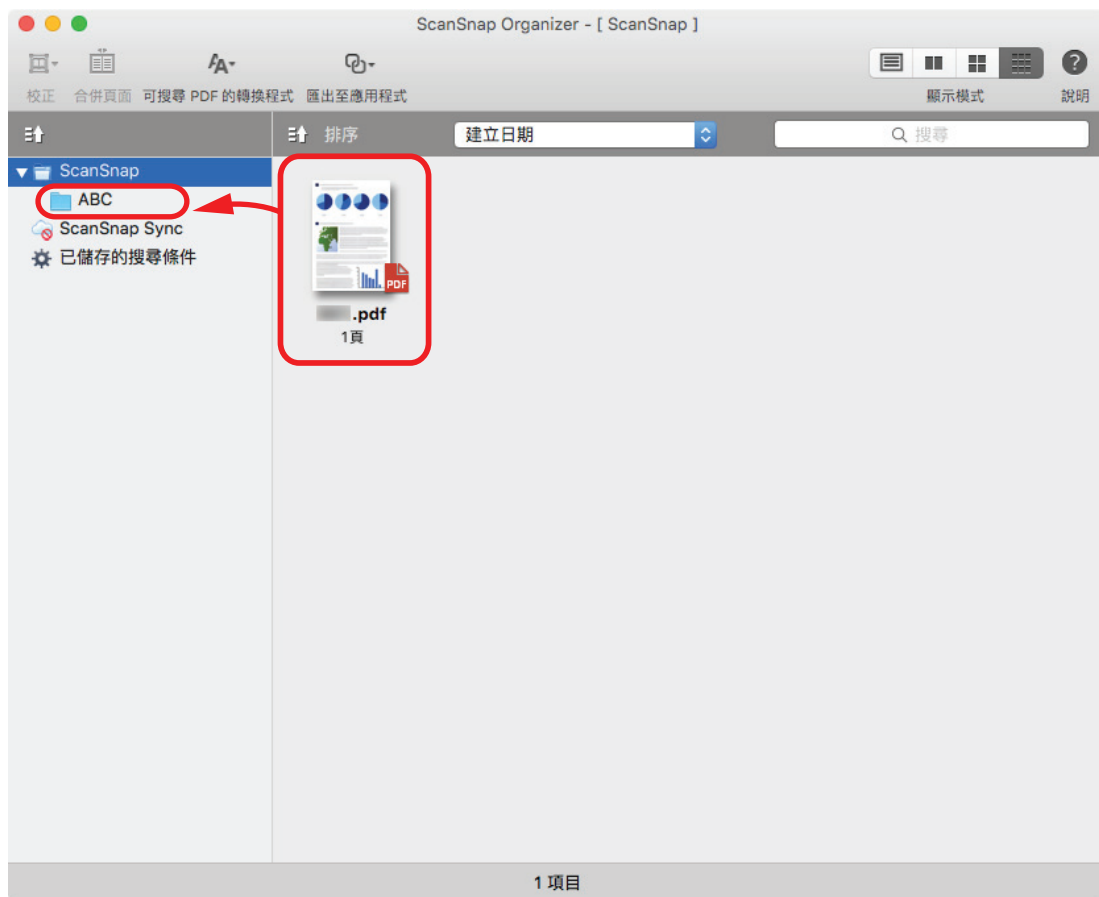 ScanSnap Organizer - [ ScanSnap ]
校正 合併頁面 可搜尋 PDF 的轉換程式 匯出至應用程式 顯示模式 說明
排序 建立日期 搜尋
ScanSnap
ABC
ScanSnap Sync
已儲存的搜尋條件
PDF
.pdf
1頁
1 項目